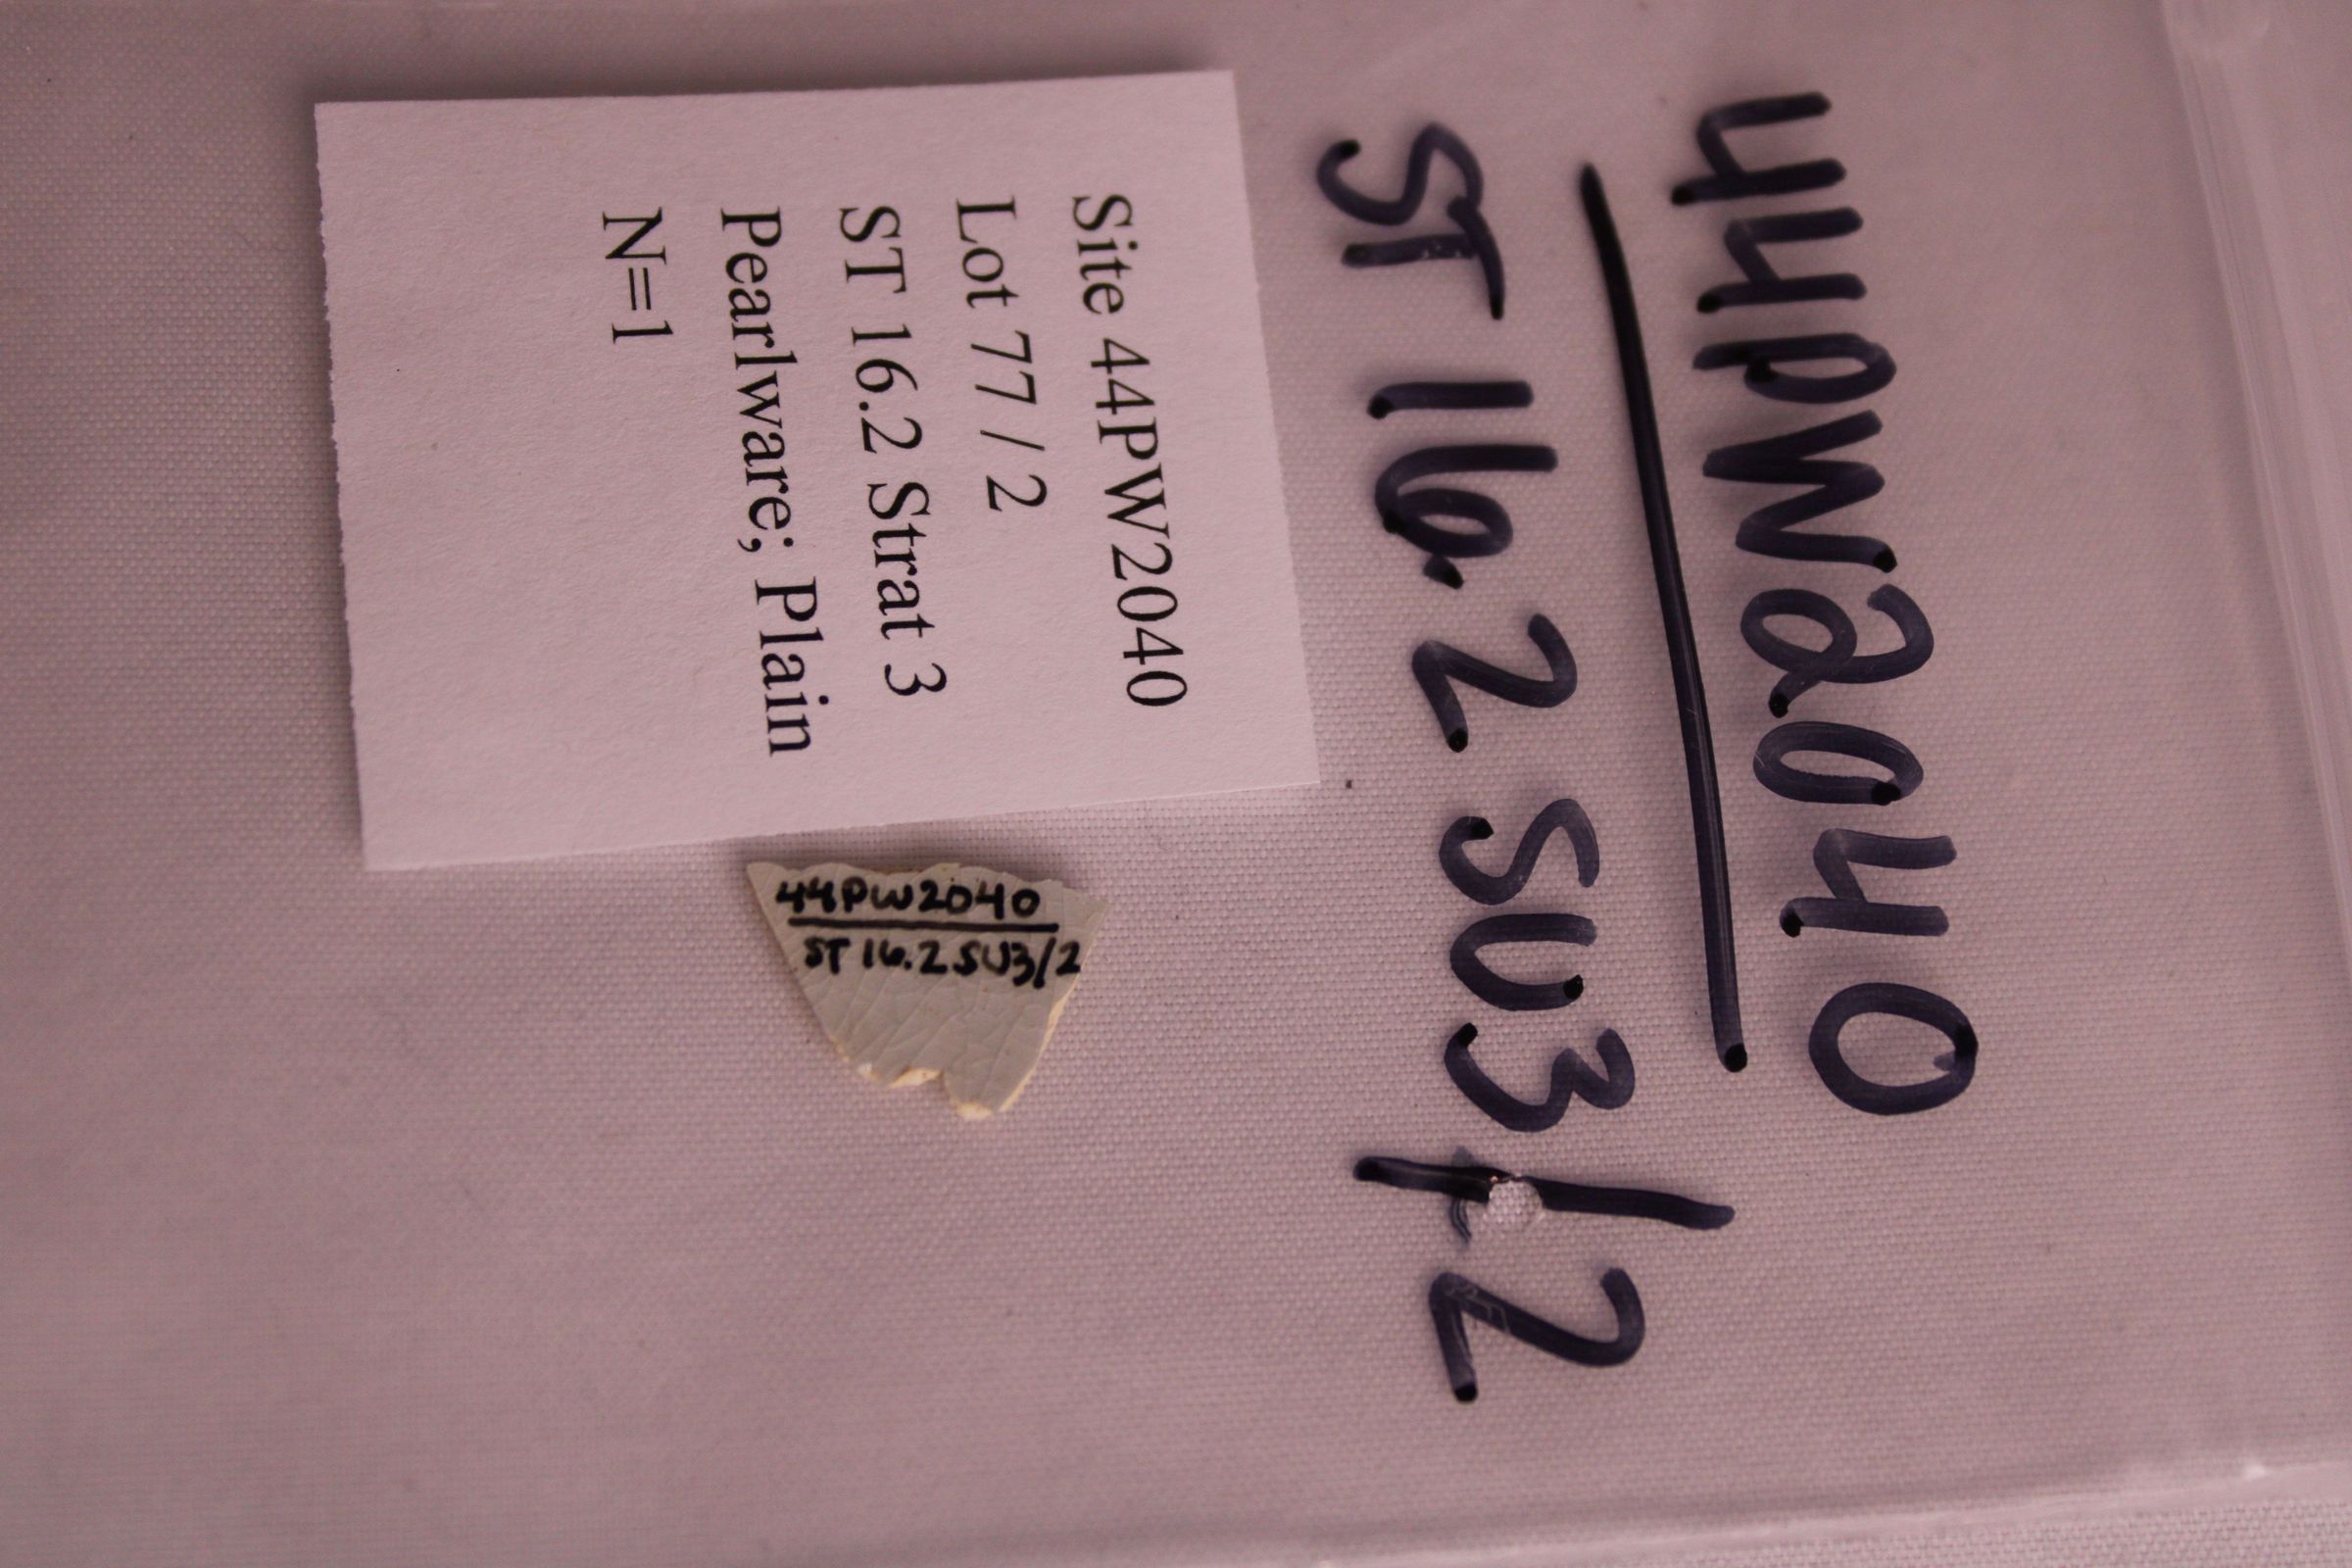 44PW2040
ST 16.2 SU3/2
Site 44PW2040
Lot 77 / 2
ST 16.2 Strat 3
Pearlware; Plain
N=1
44PW2040
ST 16.2 SU3/2